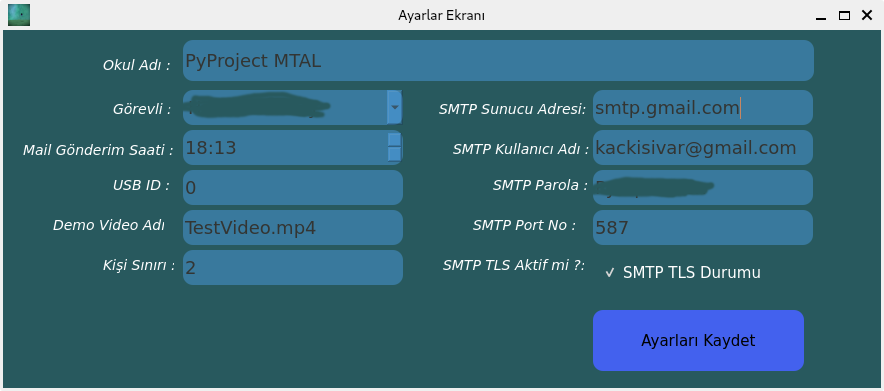 Ayarlar Ekranı
Okul Adı : PyProject MTAL
Görevli :
SMTP Sunucu Adresi: smtp.gmail.com
Mail Gönderim Saati : 18:13
SMTP Kullanıcı Adı : kackisivar@gmail.com
USB ID : 0
SMTP Parola :
Demo Video Adı TestVideo.mp4
SMTP Port No : 587
Kişi Sınırı : 2
SMTP TLS Aktif mi ?: ✓ SMTP TLS Durumu
Ayarları Kaydet